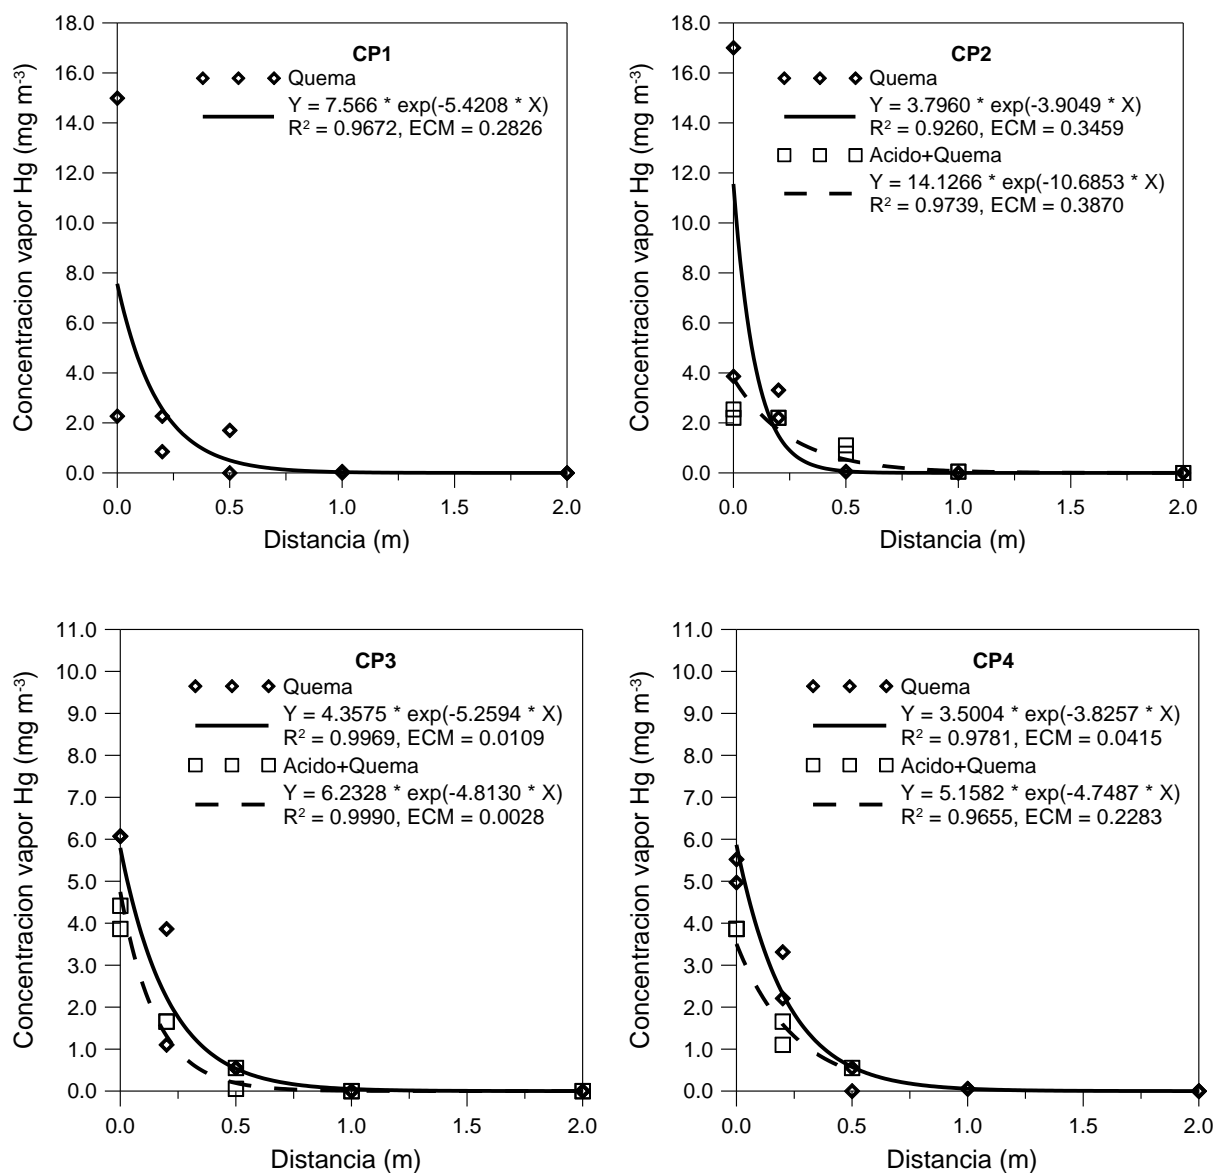 Concentracion vapor Hg (mg m-3)
18.0
16.0
14.0
12.0
10.0
8.0
6.0
4.0
2.0
0.0
CP1
Quema
Y = 7.566 * exp(-5.4208 * X)
R2 = 0.9672, ECM = 0.2826
0.0 0.5 1.0 1.5 2.0
Distancia (m)
Concentracion vapor Hg (mg m-3)
18.0
16.0
14.0
12.0
10.0
8.0
6.0
4.0
2.0
0.0
CP2
Quema
Y = 3.7960 * exp(-3.9049 * X)
R2 = 0.9260, ECM = 0.3459
Acido+Quema
Y = 14.1266 * exp(-10.6853 * X)
R2 = 0.9739, ECM = 0.3870
0.0 0.5 1.0 1.5 2.0
Distancia (m)
Concentracion vapor Hg (mg m-3)
11.0
10.0
9.0
8.0
7.0
6.0
5.0
4.0
3.0
2.0
1.0
0.0
CP3
Quema
Y = 4.3575 * exp(-5.2594 * X)
R2 = 0.9969, ECM = 0.0109
Acido+Quema
Y = 6.2328 * exp(-4.8130 * X)
R2 = 0.9990, ECM = 0.0028
0.0 0.5 1.0 1.5 2.0
Distancia (m)
Concentracion vapor Hg (mg m-3)
11.0
10.0
9.0
8.0
7.0
6.0
5.0
4.0
3.0
2.0
1.0
0.0
CP4
Quema
Y = 3.5004 * exp(-3.8257 * X)
R2 = 0.9781, ECM = 0.0415
Acido+Quema
Y = 5.1582 * exp(-4.7487 * X)
R2 = 0.9655, ECM = 0.2283
0.0 0.5 1.0 1.5 2.0
Distancia (m)